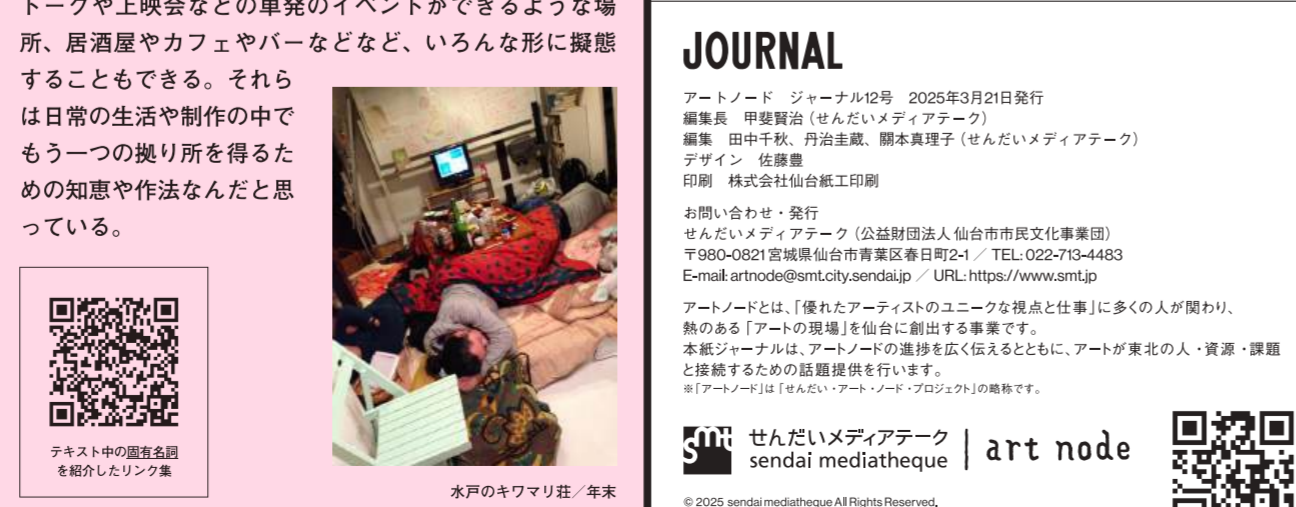 トークや上映会などの単発のイベントができるような場
所、居酒屋やカフェやバーなどなど、いろんな形に擬態
することもできる。それら
は日常の生活や制作の中で
もう一つの拠り所を得るた
めの知恵や作法なんだと思
っている。
テキスト中の固有名詞
を紹介したリンク集
水戸のキワマリ荘／年末
JOURNAL
アートノード　ジャーナル12号　2025年3月21日発行
編集長　甲斐賢治（せんだいメディアテーク）
編集　田中千秋、丹治圭蔵、關本真理子（せんだいメディアテーク）
デザイン　佐藤豊
印刷　株式会社仙台紙工印刷
お問い合わせ・発行
せんだいメディアテーク（公益財団法人 仙台市市民文化事業団）
〒980-0821 宮城県仙台市青葉区春日町2-1 ／ TEL: 022-713-4483
E-mail: artnode@smt.city.sendai.jp ／ URL: https://www.smt.jp
アートノードとは、「優れたアーティストのユニークな視点と仕事」に多くの人が関わり、
熱のある「アートの現場」を仙台に創出する事業です。
本紙ジャーナルは、アートノードの進捗を広く伝えるとともに、アートが東北の人・資源・課題
と接続するための話題提供を行います。
※「アートノード」は「せんだい・アート・ノード・プロジェクト」の略称です。
smt
せんだいメディアテーク
sendai mediatheque
art node
© 2025 sendai mediatheque All Rights Reserved.